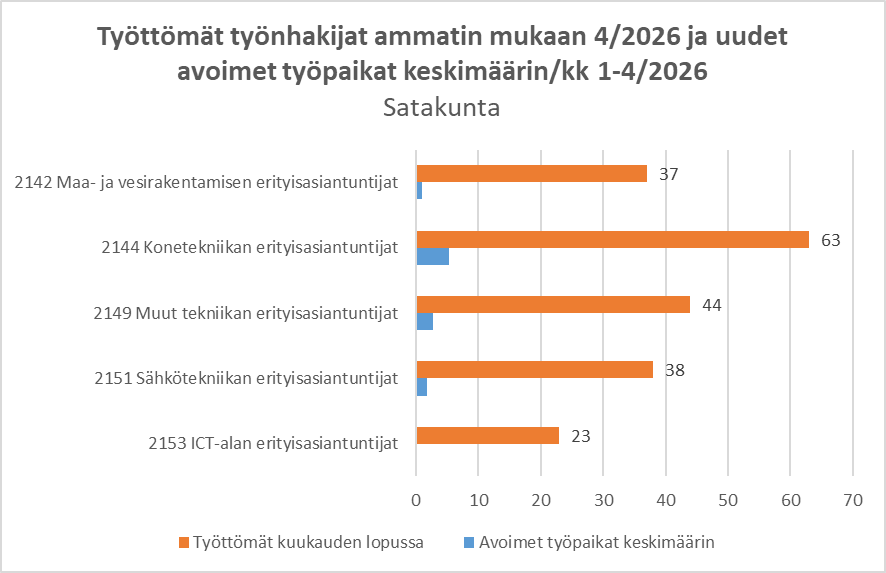 Työttömät työnhakijat ammatin mukaan 4/2026 ja uudet
avoimet työpaikat keskimäärin/kk 1-4/2026
Satakunta
2142 Maa- ja vesirakentamisen erityisasiantuntijat
37
2144 Konetekniikan erityisasiantuntijat
63
2149 Muut tekniikan erityisasiantuntijat
44
2151 Sähkötekniikan erityisasiantuntijat
38
2153 ICT-alan erityisasiantuntijat
23
0 10 20 30 40 50 60 70
Työttömät kuukauden lopussa
Avoimet työpaikat keskimäärin